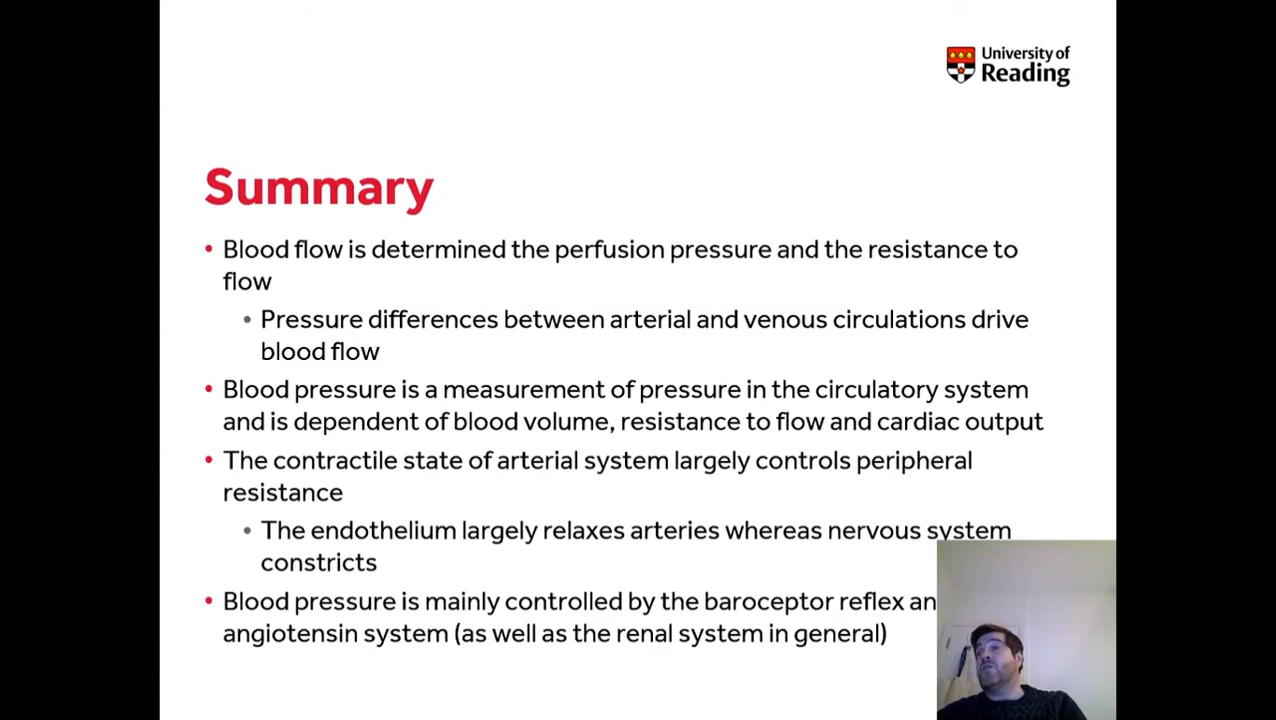 University of
Reading
Summary
• Blood flow is determined the perfusion pressure and the resistance to
flow
• Pressure differences between arterial and venous circulations drive
blood flow
• Blood pressure is a measurement of pressure in the circulatory system
and is dependent of blood volume, resistance to flow and cardiac output
• The contractile state of arterial system largely controls peripheral
resistance
• The endothelium largely relaxes arteries whereas nervous system
constricts
• Blood pressure is mainly controlled by the baroceptor reflex
angiotensin system (as well as the renal system in general)